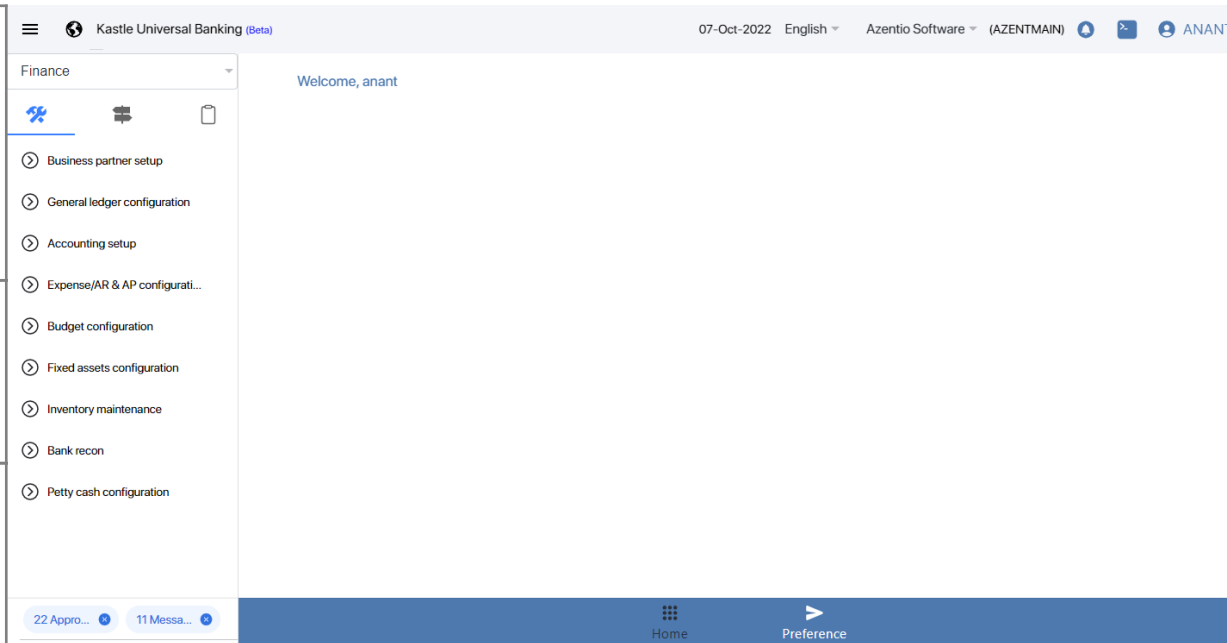 Kastle Universal Banking (Beta)
07-Oct-2022 English Azentio Software (AZENTMAIN) ANANT
Finance
Welcome, anant
Business partner setup
General ledger configuration
Accounting setup
Expense/AR & AP configurati...
Budget configuration
Fixed assets configuration
Inventory maintenance
Bank recon
Petty cash configuration
22 Appro... 11 Messa...
Home Preference